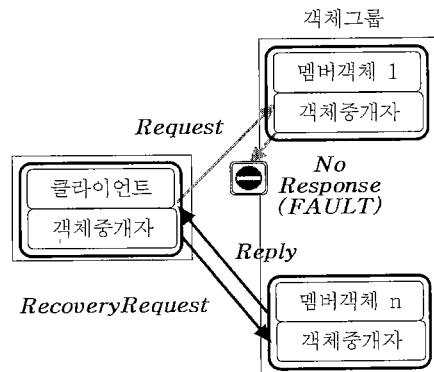 객체그룹
멤버객체 1
객체중개자
Request
No
Response
(FAULT)
클라이언트
객체중개자
Reply
RecoveryRequest
멤버객체 n
객체중개자